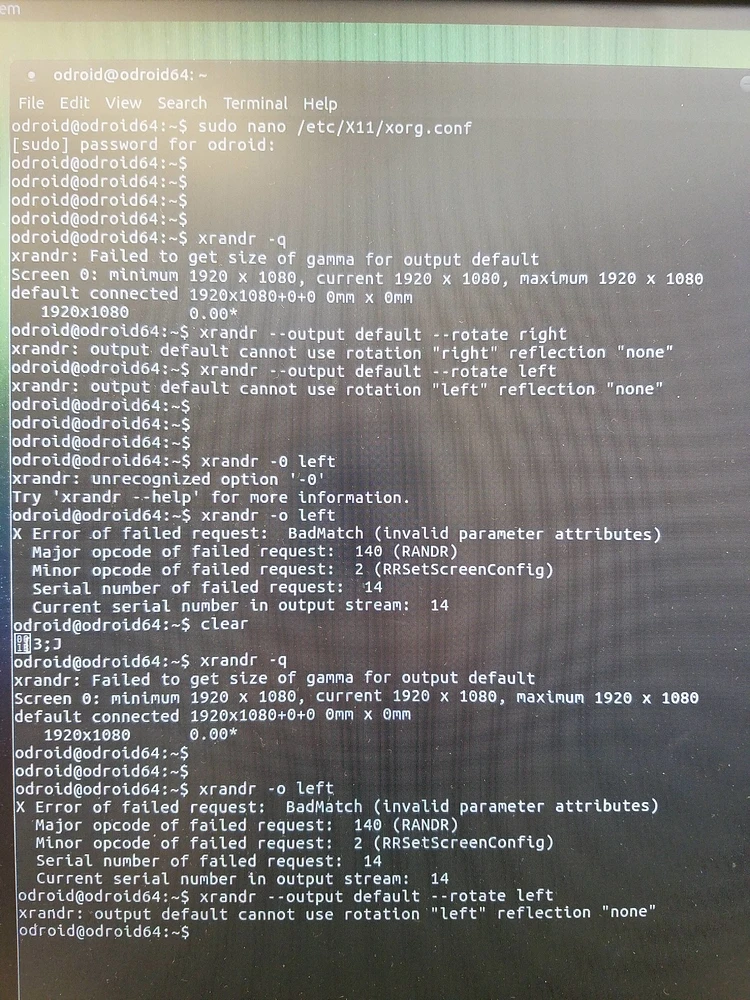 em
odroid@odroid64: ~
File Edit View Search Terminal Help
odroid@odroid64:~$ sudo nano /etc/X11/xorg.conf
[sudo] password for odroid:
odroid@odroid64:~$
odroid@odroid64:~$
odroid@odroid64:~$
odroid@odroid64:~$
odroid@odroid64:~$ xrandr -q
xrandr: Failed to get size of gamma for output default
Screen 0: minimum 1920 x 1080, current 1920 x 1080, maximum 1920 x 1080
default connected 1920x1080+0+0 0mm x 0mm
   1920x1080      0.00*
odroid@odroid64:~$ xrandr --output default --rotate right
xrandr: output default cannot use rotation "right" reflection "none"
odroid@odroid64:~$ xrandr --output default --rotate left
xrandr: output default cannot use rotation "left" reflection "none"
odroid@odroid64:~$
odroid@odroid64:~$
odroid@odroid64:~$
odroid@odroid64:~$ xrandr -0 left
xrandr: unrecognized option '-0'
Try 'xrandr --help' for more information.
odroid@odroid64:~$ xrandr -o left
X Error of failed request:  BadMatch (invalid parameter attributes)
  Major opcode of failed request:  140 (RANDR)
  Minor opcode of failed request:  2 (RRSetScreenConfig)
  Serial number of failed request:  14
  Current serial number in output stream:  14
odroid@odroid64:~$ clear
3;J
odroid@odroid64:~$ xrandr -q
xrandr: Failed to get size of gamma for output default
Screen 0: minimum 1920 x 1080, current 1920 x 1080, maximum 1920 x 1080
default connected 1920x1080+0+0 0mm x 0mm
   1920x1080      0.00*
odroid@odroid64:~$
odroid@odroid64:~$
odroid@odroid64:~$ xrandr -o left
X Error of failed request:  BadMatch (invalid parameter attributes)
  Major opcode of failed request:  140 (RANDR)
  Minor opcode of failed request:  2 (RRSetScreenConfig)
  Serial number of failed request:  14
  Current serial number in output stream:  14
odroid@odroid64:~$ xrandr --output default --rotate left
xrandr: output default cannot use rotation "left" reflection "none"
odroid@odroid64:~$